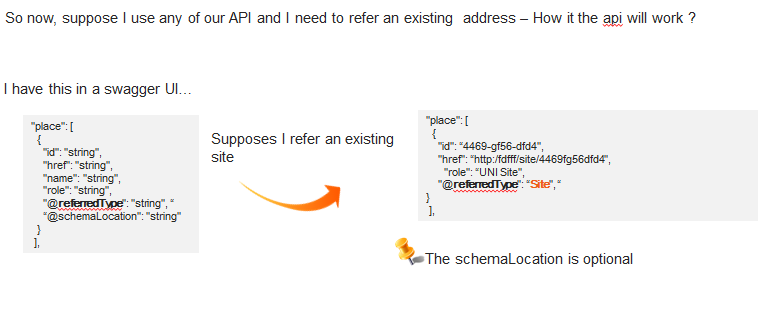 So now, suppose I use any of our API and I need to refer an existing  address – How it the api will work ?
I have this in a swagger UI…
"place": [
{
"id": "string",
"href": "string",
"name": "string",
"role": "string",
"@referredType": "string", “
“@schemaLocation": "string"
}
],
Supposes I refer an existing
site
"place": [
{
"id": “4469-gf56-dfd4",
"href": “http:/fdfff/site/4469fg56dfd4",
"role": “UNI Site",
"@referredType": “Site", “
}
],
The schemaLocation is optional